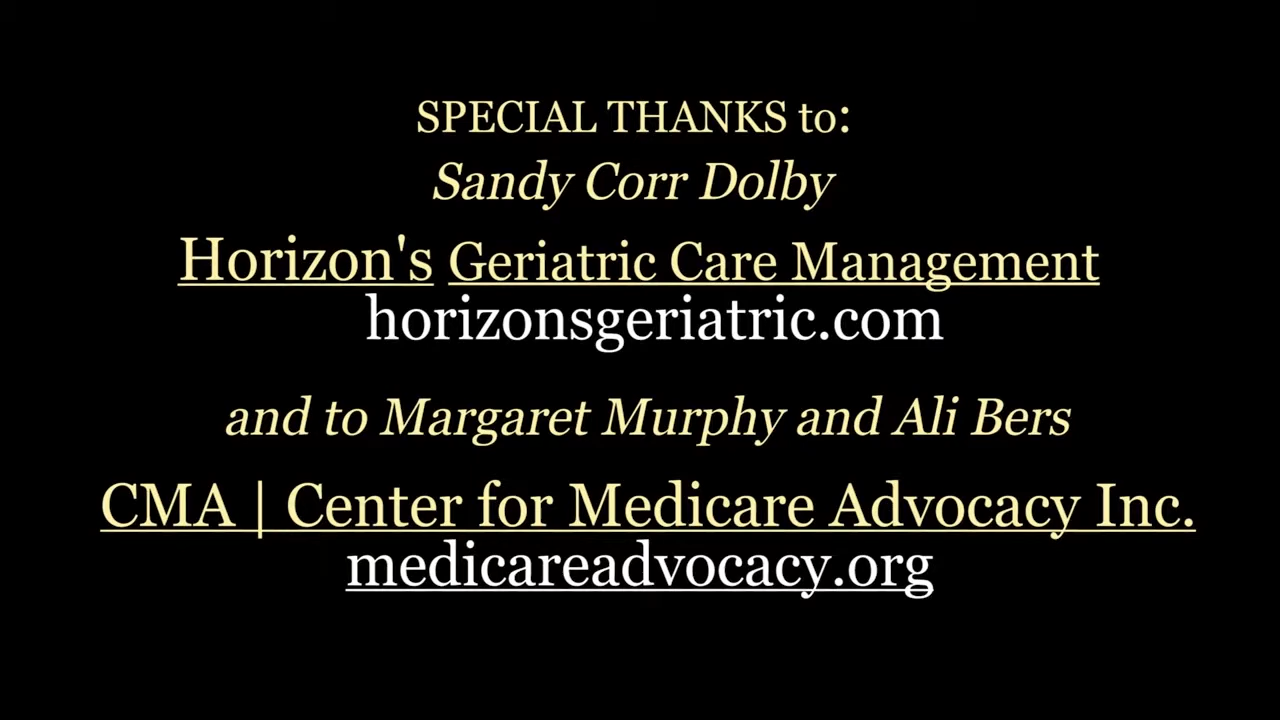 SPECIAL THANKS to:
Sandy Corr Dolby
Horizon's Geriatric Care Management
horizonsgeriatric.com
and to Margaret Murphy and Ali Bers
CMA | Center for Medicare Advocacy Inc.
medicareadvocacy.org